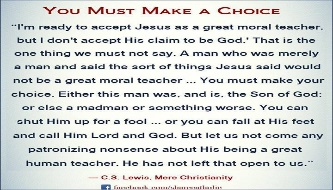 You Must Make a Choice
"I'm ready to accept Jesus as a great moral teacher,
but I don't accept His claim to be God.' That is the
one thing we must not say. A man who was merely
a man and said the sort of things Jesus said would
not be a great moral teacher ... You must make your
choice. Either this man was, and is, the Son of God:
or else a madman or something worse. You can
shut Him up for a fool ... or you can fall at His feet
and call Him Lord and God. But let us not come any
patronizing nonsense about His being a great
human teacher. He has not left that open to us."
— C.S. Lewis, Mere Christianity